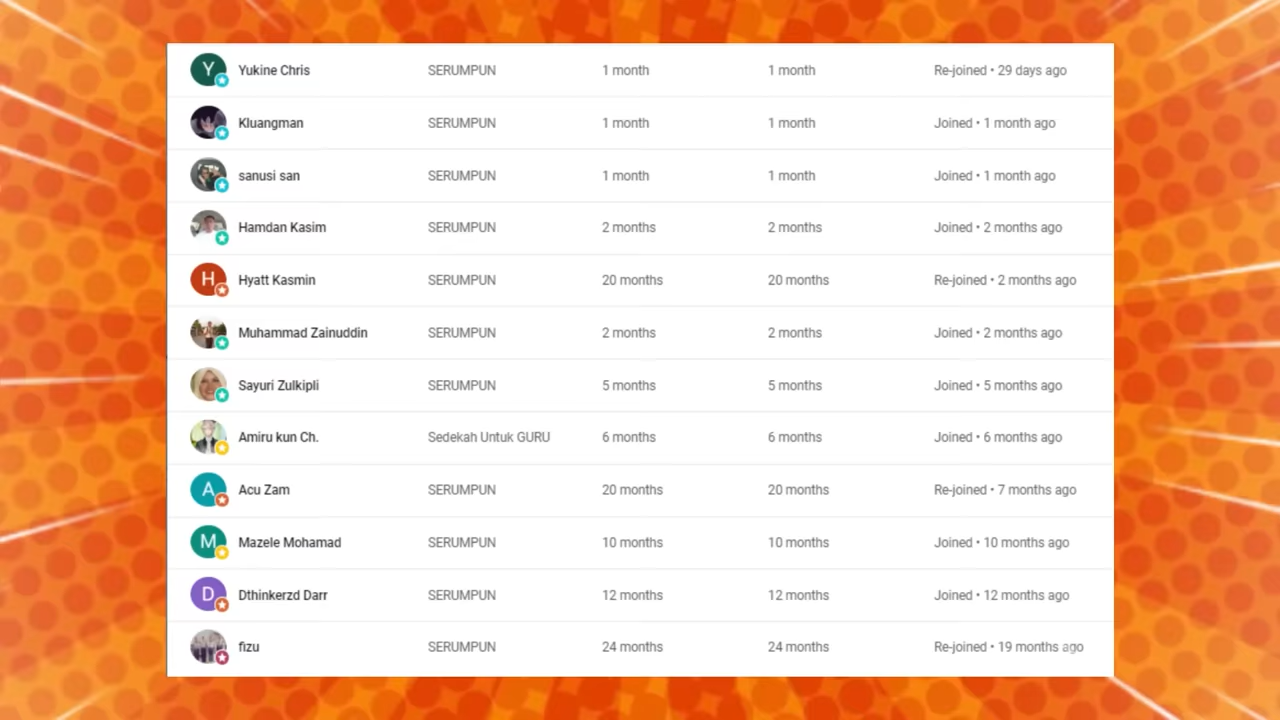 Y Yukine Chris SERUMPUN 1 month 1 month Re-joined • 29 days ago
Kluangman SERUMPUN 1 month 1 month Joined • 1 month ago
sanusi san SERUMPUN 1 month 1 month Joined • 1 month ago
Hamdan Kasim SERUMPUN 2 months 2 months Joined • 2 months ago
H Hyatt Kasmin SERUMPUN 20 months 20 months Re-joined • 2 months ago
Muhammad Zainuddin SERUMPUN 2 months 2 months Joined • 2 months ago
Sayuri Zulkipli SERUMPUN 5 months 5 months Joined • 5 months ago
Amiru kun Ch. Sedekah Untuk GURU 6 months 6 months Joined • 6 months ago
A Acu Zam SERUMPUN 20 months 20 months Re-joined • 7 months ago
M Mazele Mohamad SERUMPUN 10 months 10 months Joined • 10 months ago
D Dthinkerzd Darr SERUMPUN 12 months 12 months Joined • 12 months ago
fizu SERUMPUN 24 months 24 months Re-joined • 19 months ago